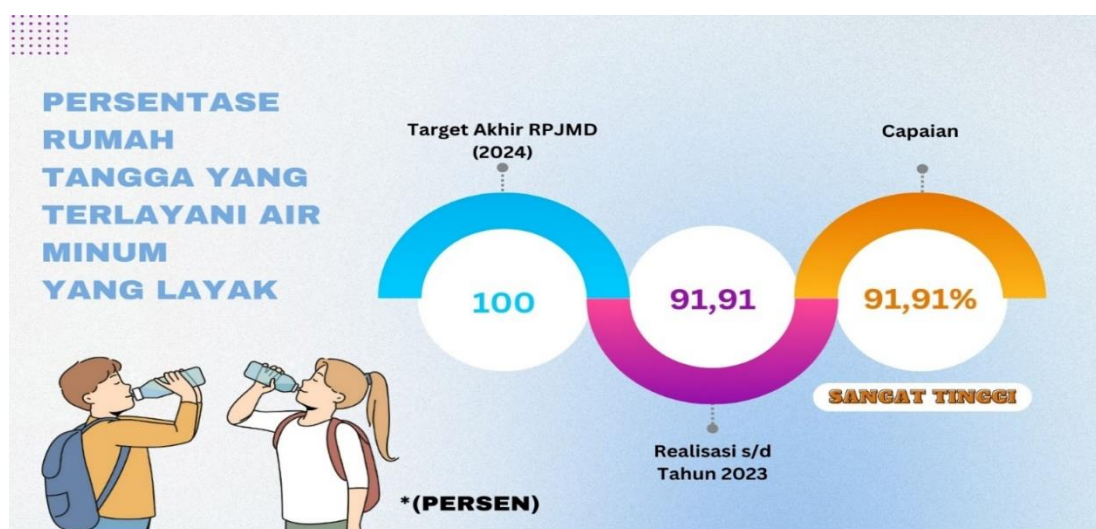 PERSENTASE
RUMAH
TANGGA YANG
TERLAYANI AIR
MINUM
YANG LAYAK
Target Akhir RPJMD
(2024)
100
91,91
Realisasi s/d
Tahun 2023
Capaian
91,91%
SANGAT TINGGI
*(PERSEN)